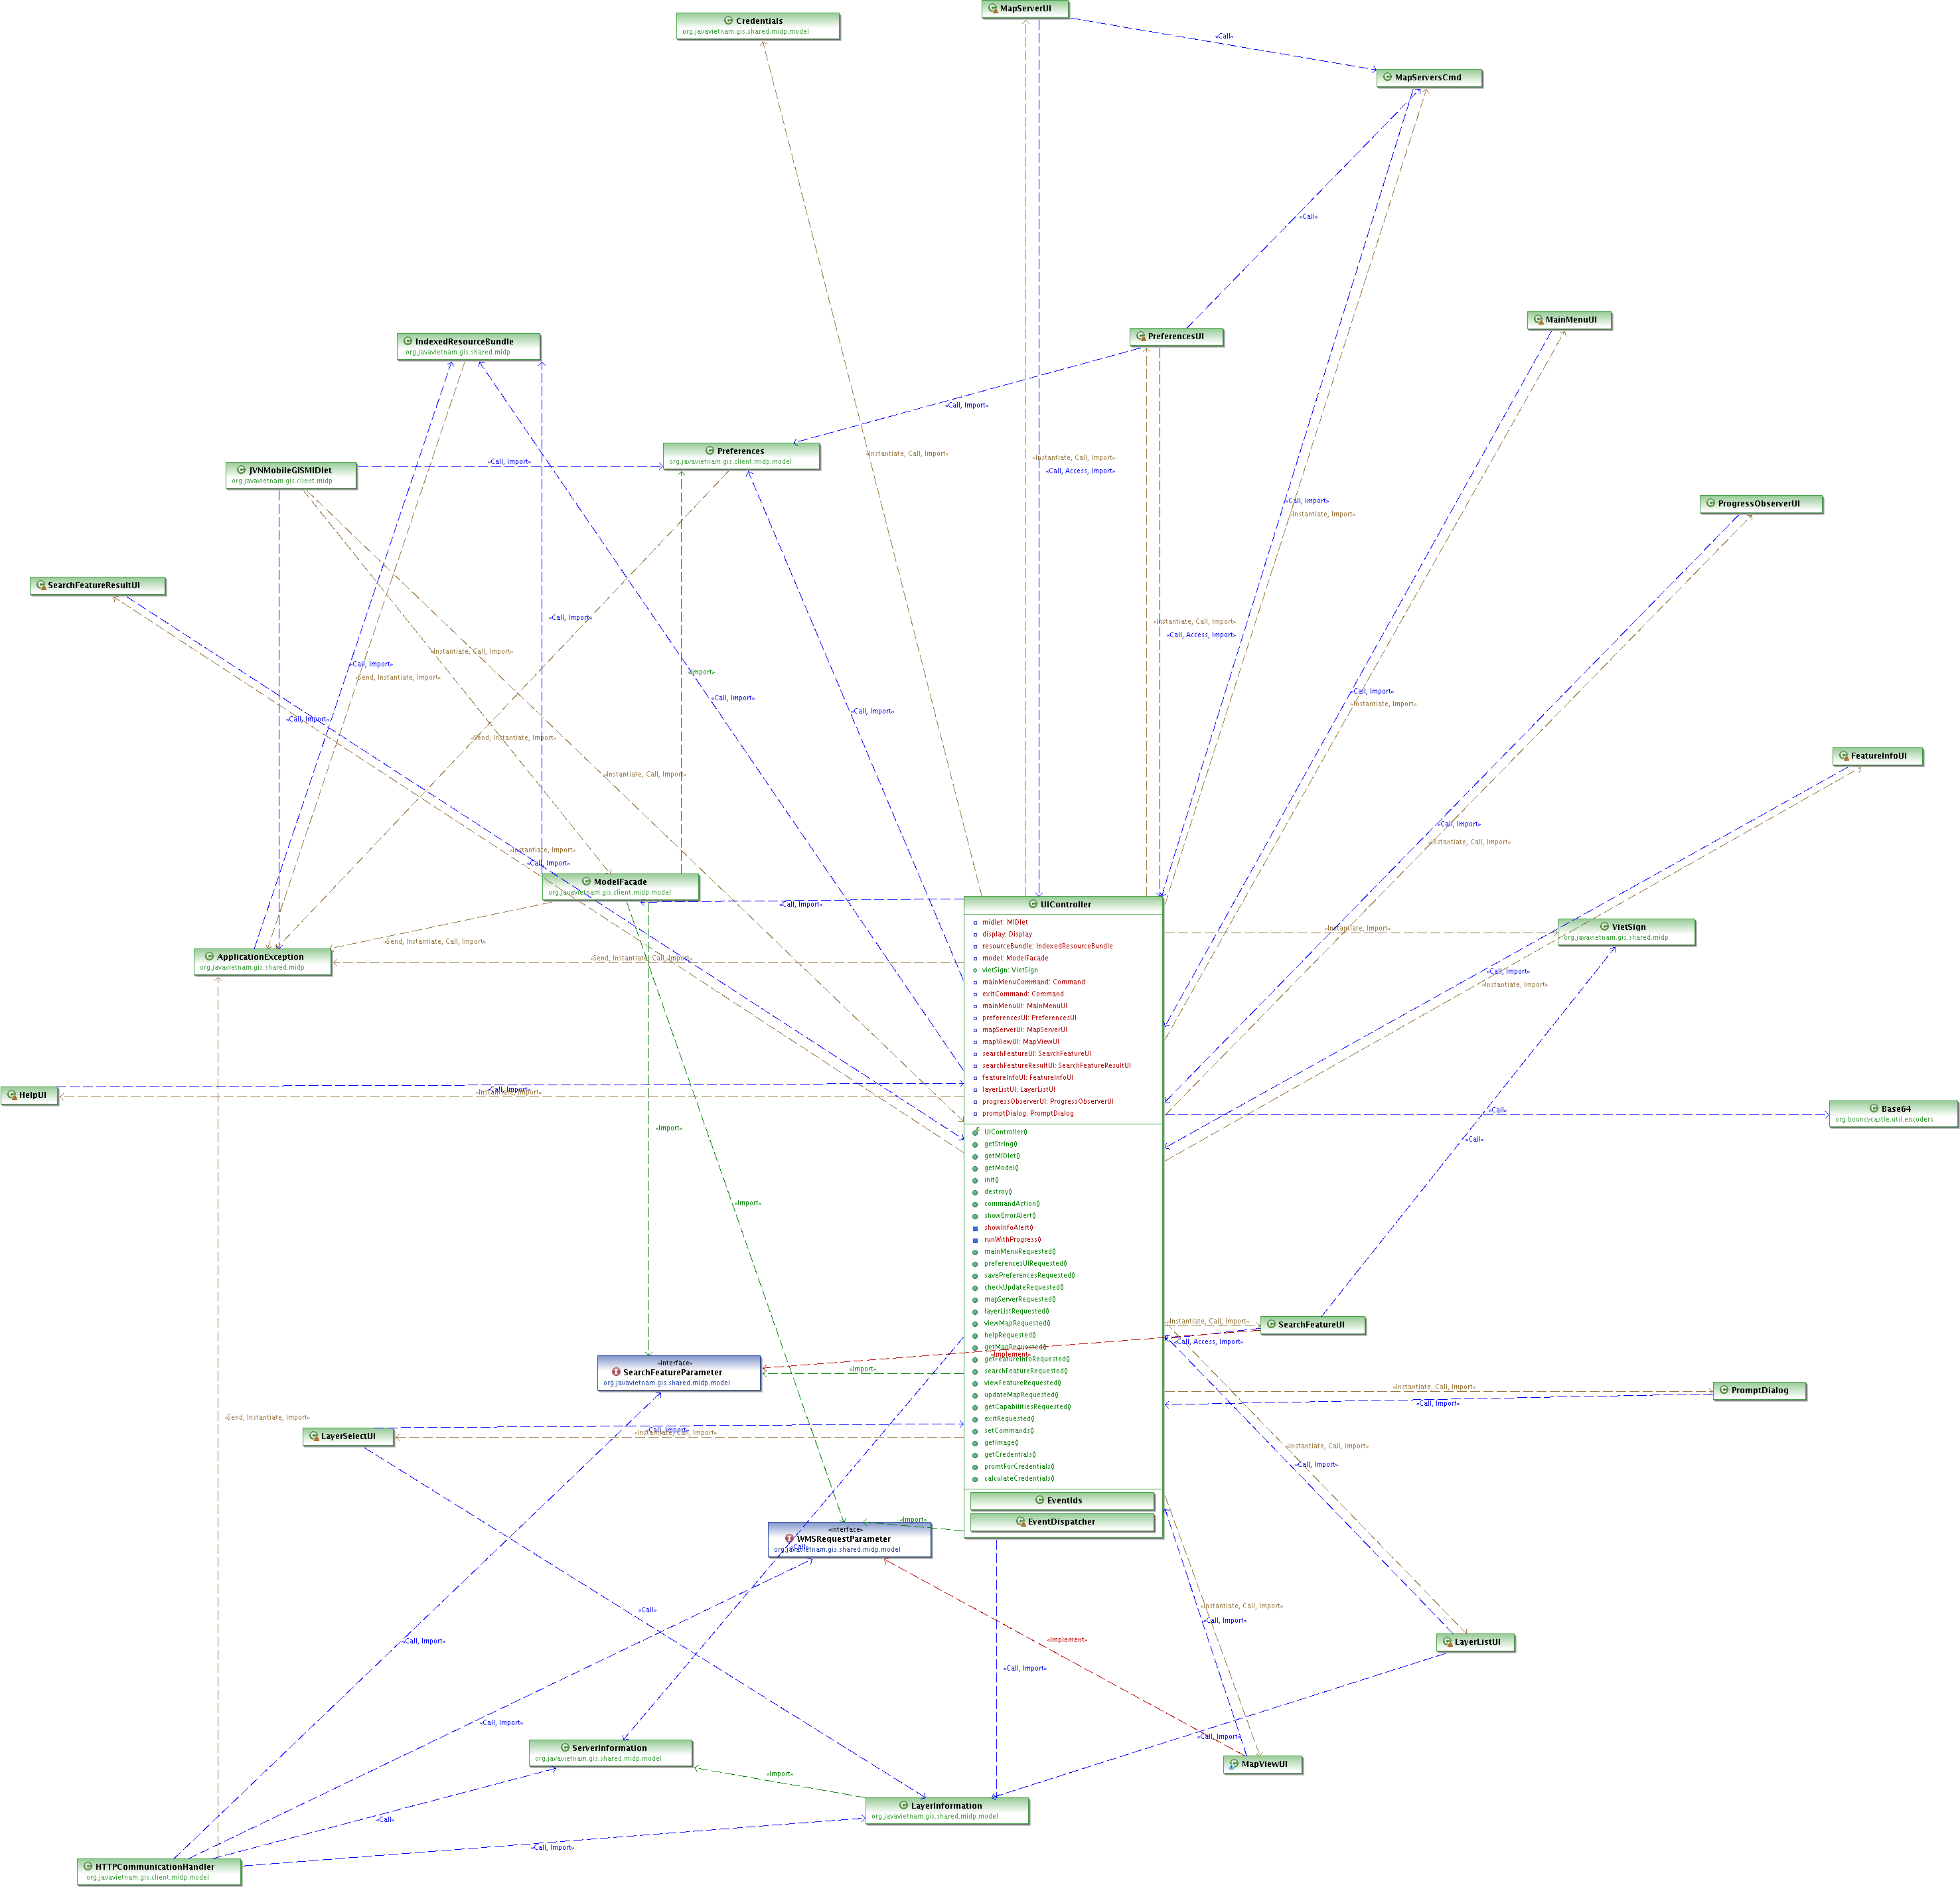 MapServerUI
Credentials
org.javavietnam.gis.shared.midp.model
«Call»
MapServersCmd
«Call»
MainMenuUI
PreferencesUI
IndexedResourceBundle
org.javavietnam.gis.shared.midp
«Call, Import»
Preferences
org.javavietnam.gis.client.midp.model
«Instantiate, Call, Import»
«Instantiate, Call, Import»
«Call, Access, Import»
JVNMobileGISMIDlet
org.javavietnam.gis.client.midp
«Call, Import»
«Call, Import»
«Instantiate, Import»
ProgressObserverUI
SearchFeatureResultUI
«Call, Import»
«Instantiate, Call, Import»
«Call, Access, Import»
«Instantiate, Call, Import»
«Call, Import»
«Send, Instantiate, Import»
«Import»
«Call, Import»
«Call, Import»
«Instantiate, Import»
«Call, Import»
«Call, Import»
«Send, Instantiate, Import»
FeatureInfoUI
«Instantiate, Call, Import»
«Call, Import»
«Instantiate, Call, Import»
«Instantiate, Import»
«Call, Import»
ModelFacade
org.javavietnam.gis.client.midp.model
«Call, Import»
UIController
midlet: MIDlet
display: Display
resourceBundle: IndexedResourceBundle
model: ModelFacade
vietSign: VietSign
mainMenuCommand: Command
exitCommand: Command
mainMenuUI: MainMenuUI
preferencesUI: PreferencesUI
mapServerUI: MapServerUI
mapViewUI: MapViewUI
searchFeatureUI: SearchFeatureUI
searchFeatureResultUI: SearchFeatureResultUI
featureInfoUI: FeatureInfoUI
layerListUI: LayerListUI
progressObserverUI: ProgressObserverUI
promptDialog: PromptDialog
UIController()
getString()
getMIDlet()
getModel()
init()
destroy()
commandAction()
showErrorAlert()
showInfoAlert()
runWithProgress()
mainMenuRequested()
preferencesUIRequested()
savePreferencesRequested()
checkUpdateRequested()
mapServerRequested()
layerListRequested()
viewMapRequested()
helpRequested()
getMapRequested()
getFeatureInfoRequested()
searchFeatureRequested()
viewFeatureRequested()
updateMapRequested()
getCapabilitiesRequested()
exitRequested()
setCommands()
getImage()
getCredentials()
promtForCredentials()
calculateCredentials()
EventIds
EventDispatcher
VietSign
org.javavietnam.gis.shared.midp
«Instantiate, Call, Import»
«Send, Instantiate, Call, Import»
ApplicationException
org.javavietnam.gis.shared.midp
«Send, Instantiate Call, Import»
«Call, Import»
«Instantiate, Import»
HelpUI
«Call, Import»
«Instantiate, Import»
Base64
org.bouncycastle.util.encoders
«Call»
«Import»
«Call»
«Import»
SearchFeatureUI
«Instantiate, Call, Import»
«Call, Access, Import»
«Implement»
«Import»
«interface»
SearchFeatureParameter
org.javavietnam.gis.shared.midp.model
PromptDialog
«Instantiate, Call, Import»
«Call, Import»
«Send, Instantiate, Import»
LayerSelectUI
«Call, Import»
«Instantiate, Call, Import»
«Instantiate, Call, Import»
«Call, Import»
«Import»
«interface»
WMSRequestParameter
org.javavietnam.gis.shared.midp.model
«Call»
«Call»
«Instantiate, Call, Import»
«Call, Import»
«Call, Import»
«Implement»
LayerListUI
«Call, Import»
«Call, Import»
«Call, Import»
ServerInformation
org.javavietnam.gis.shared.midp.model
MapViewUI
«Import»
LayerInformation
org.javavietnam.gis.shared.midp.model
«Call»
«Call, Import»
HTTPCommunicationHandler
org.javavietnam.gis.client.midp.model